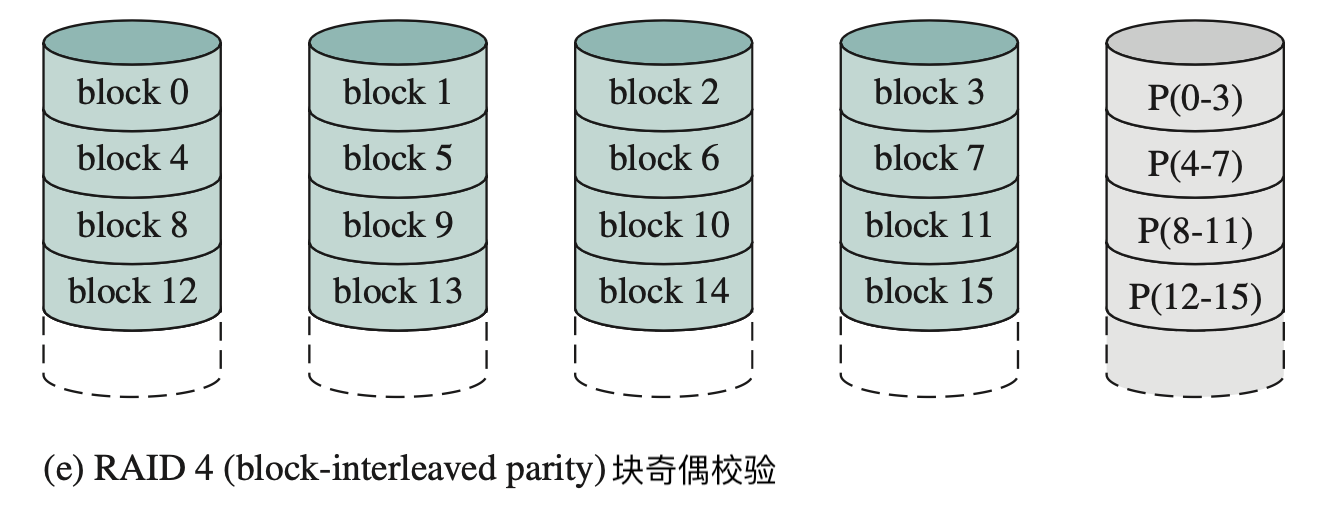 block 0 block 1 block 2 block 3 P(0-3)
block 4 block 5 block 6 block 7 P(4-7)
block 8 block 9 block 10 block 11 P(8-11)
block 12 block 13 block 14 block 15 P(12-15)
(e) RAID 4 (block-interleaved parity) 块奇偶校验